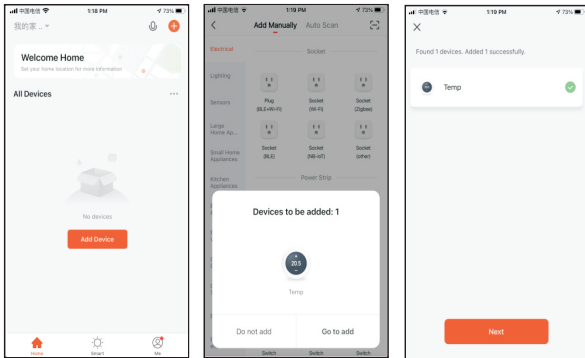 中国电信
1:18 PM
73%
我的家 ..
Welcome Home
Set your home location for more information
All Devices
No devices
Add Device
Home
Smart
Me
中国电信
1:19 PM
73%
Add Manually
Auto Scan
Electrical
Socket
Lighting
Sensors
Large
Home Ap...
Small Home
Appliances
Kitchen
Appliances
Plug
(BLE+Wi-Fi)
Socket
(Wi-Fi)
Socket
(Zigbee)
Socket
(BLE)
Socket
(NB-IoT)
Socket
(other)
Power Strip
Devices to be added: 1
20.5
Temp
Do not add
Go to add
Switch
Switch
Switch
中国电信
1:19 PM
73%
Found 1 devices. Added 1 successfully.
Temp
Next